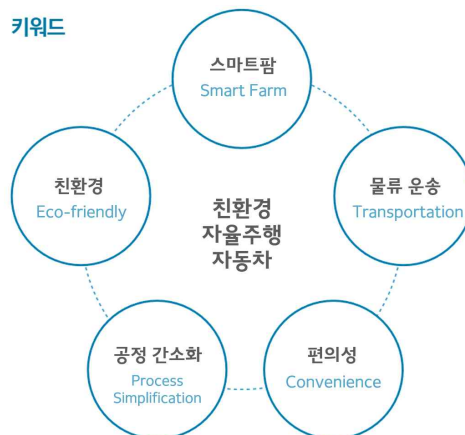 키워드
스마트팜
Smart Farm
친환경
Eco-friendly
물류 운송
Transportation
친환경
자율주행
자동차
공정 간소화
Process
Simplification
편의성
Convenience